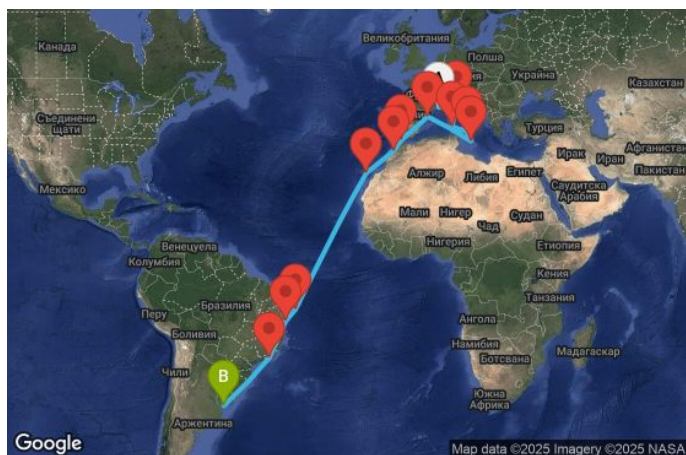 Великобритания
Полша
Канада
Украйна
Казахстан
Съединени
щати
Турция
Ирак
Афганистан
Иран
Мексико
Алжир
Либия
Египет
Пакистан
Саудитска
Арабия
Мали
Нигер
Судан
Чад
Венецуела
Нигерия
Етиопия
Колумбия
Кения
Бразилия
Танзания
Перу
Ангола
Боливия
Намибия
Мадагаскар
Ботсвана
Чили
B
Южна
Африка
Аржентина
Google
Map data ©2025 Imagery ©2025 NASA